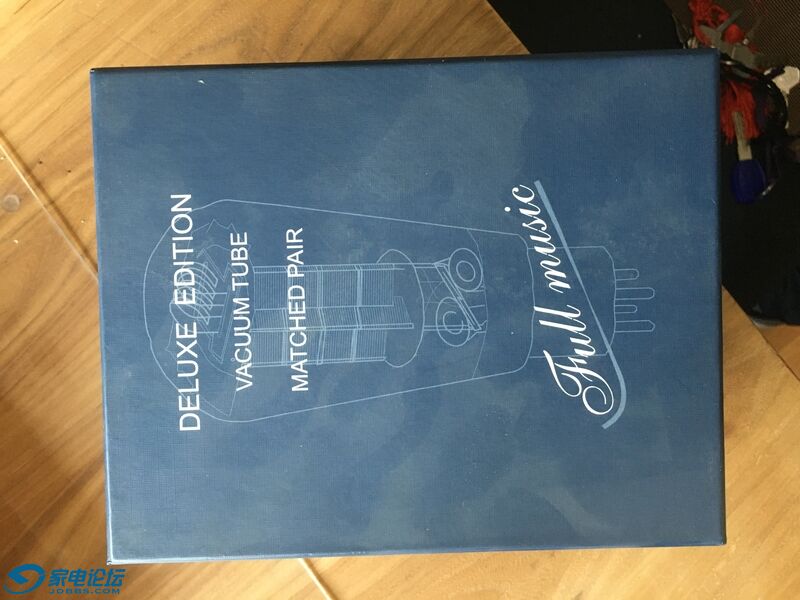 DELUXE EDITION
VACUUM TUBE
MATCHED PAIR
Full music
家电论坛
JDBBS.COM